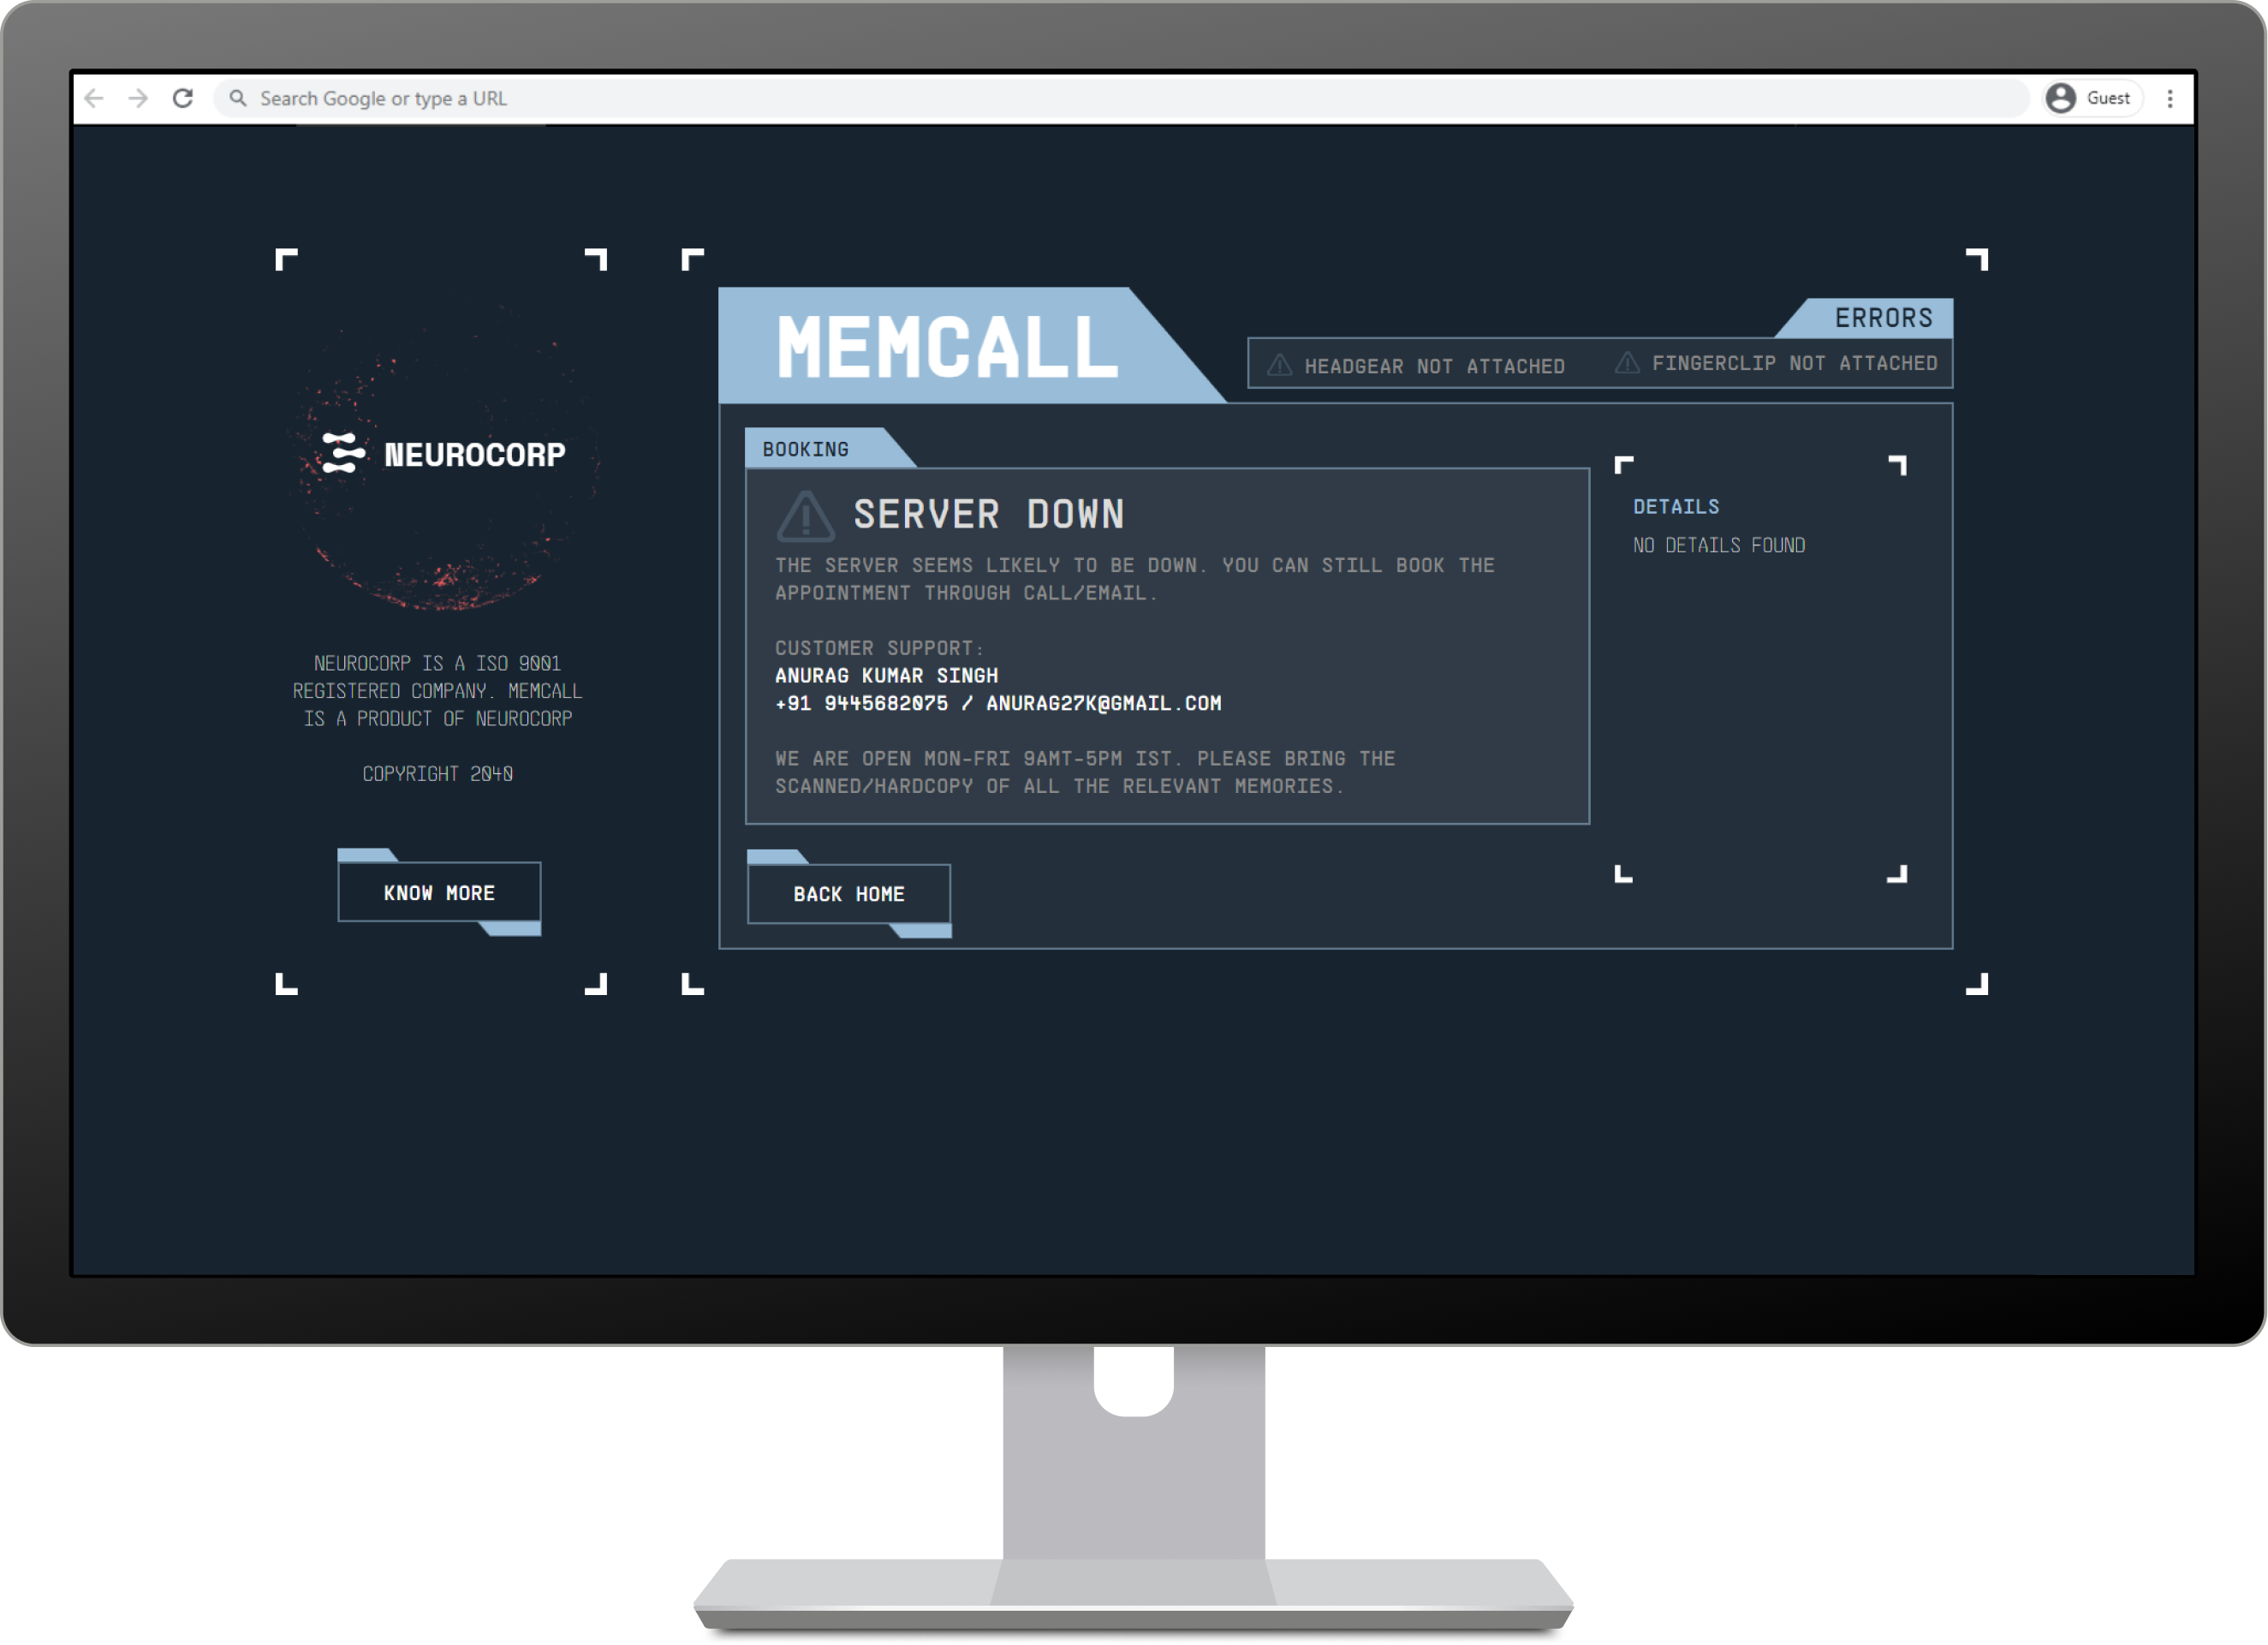 Search Google or type a URL
Guest
NEUROCORP
NEUROCORP IS A ISO 9001
REGISTERED COMPANY. MEMCALL
IS A PRODUCT OF NEUROCORP
COPYRIGHT 2040
KNOW MORE
MEMCALL
ERRORS
HEADGEAR NOT ATTACHED
FINGERCLIP NOT ATTACHED
BOOKING
SERVER DOWN
THE SERVER SEEMS LIKELY TO BE DOWN. YOU CAN STILL BOOK THE
APPOINTMENT THROUGH CALL/EMAIL.
CUSTOMER SUPPORT:
ANURAG KUMAR SINGH
+91 9445682075 / ANURAG27K@GMAIL.COM
WE ARE OPEN MON-FRI 9AMT-5PM IST. PLEASE BRING THE
SCANNED/HARDCOPY OF ALL THE RELEVANT MEMORIES.
DETAILS
NO DETAILS FOUND
BACK HOME